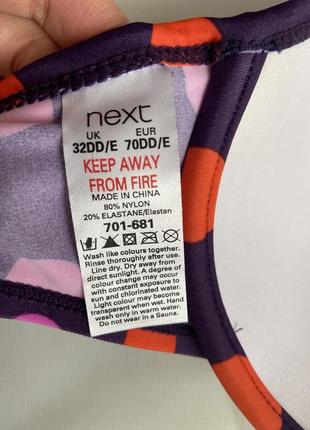 next
UK EUR
32DD/E 70DD/E
KEEP AWAY
FROM FIRE
MADE IN CHINA
80% NYLON
20% ELASTANE/Elastan
701-681
Wash like colours together.
Rinse thoroughly after use.
Line dry. Dry away from
direct sun. A degree of
colour change may occur
with constant exposure to
sun and chlorinated water.
Light colour may become
transparent when wet. Hand
wash only in warm water.
Do not wear in a Sauna.